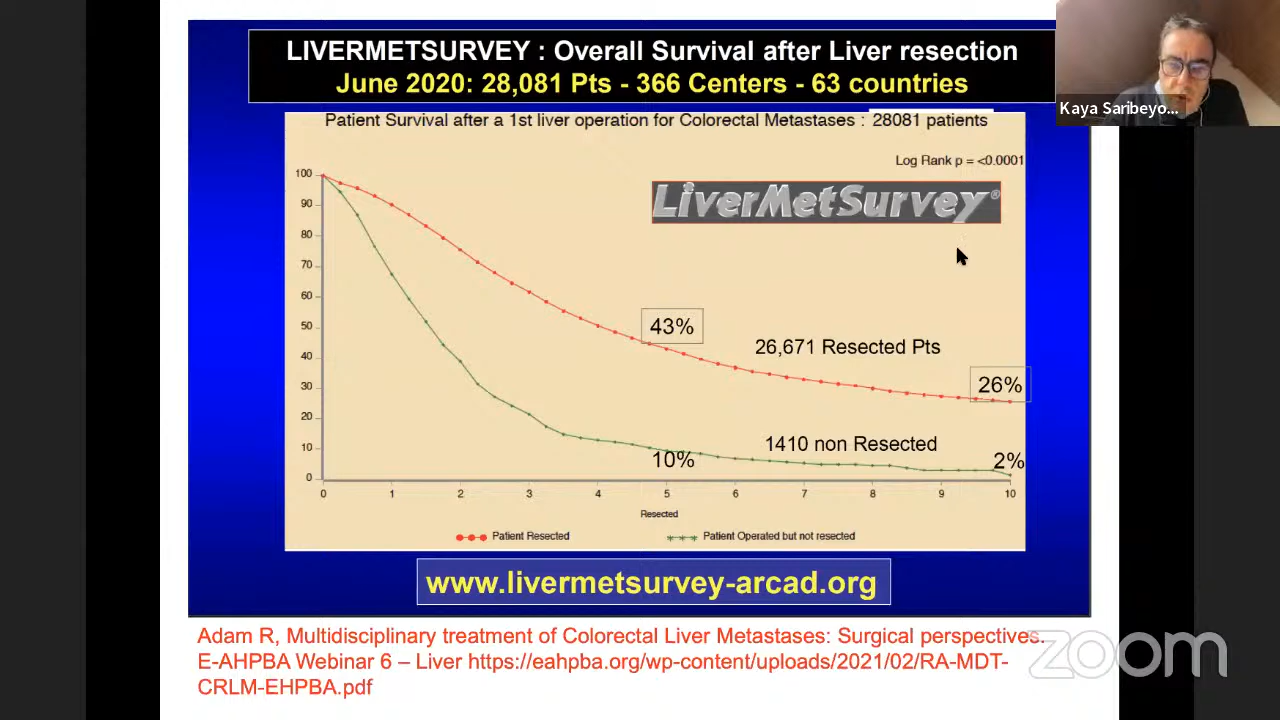 LIVERMETSURVEY : Overall Survival after Liver resection
June 2020: 28,081 Pts - 366 Centers - 63 countries
Kaya Saribeyo...
Patient Survival after a 1st liver operation for Colorectal Metastases : 28081 patients
Log Rank p = <0.0001
LiverMetSurvey®
100
90
80
70
60
50
40
30
20
10
0
43%
26,671 Resected Pts
26%
1410 non Resected
10%
2%
0 1 2 3 4 5 6 7 8 9 10
Resected
Patient Resected
Patient Operated but not resected
www.livermetsurvey-arcad.org
Adam R, Multidisciplinary treatment of Colorectal Liver Metastases: Surgical perspectives.
E-AHPBA Webinar 6 – Liver https://eahpba.org/wp-content/uploads/2021/02/RA-MDT-
CRLM-EHPBA.pdf
zoom